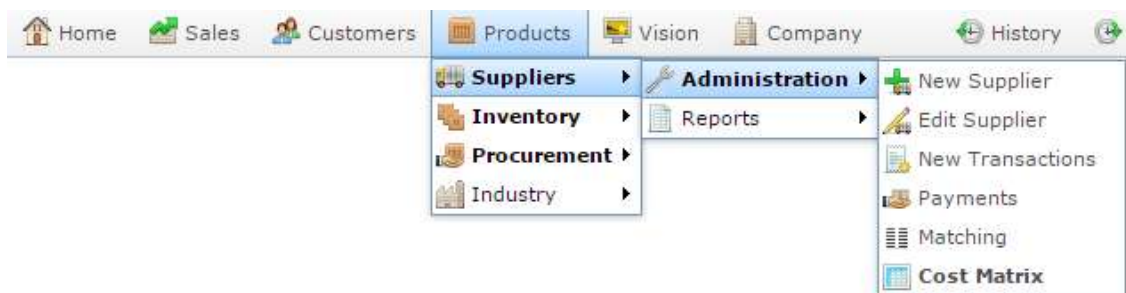 Home Sales Customers Products Vision Company History
Suppliers Administration New Supplier
Inventory Reports Edit Supplier
Procurement New Transactions
Industry Payments
Matching
Cost Matrix